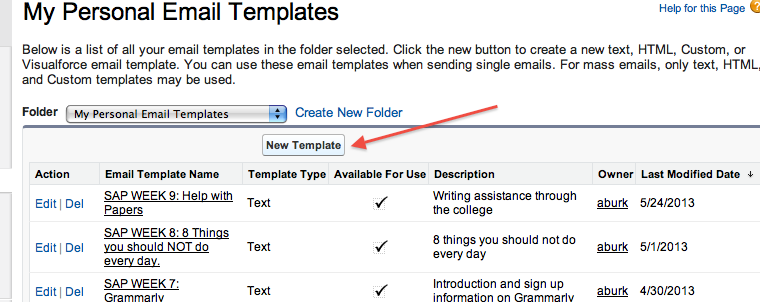 My Personal Email Templates
Help for this Page
Below is a list of all your email templates in the folder selected. Click the new button to create a new text, HTML, Custom, or
Visualforce email template. You can use these email templates when sending single emails. For mass emails, only text, HTML,
and Custom templates may be used.
Folder My Personal Email Templates Create New Folder
New Template
Action Email Template Name Template Type Available For Use Description Owner Last Modified Date
Edit | Del SAP WEEK 9: Help with Papers Text Writing assistance through the college aburk 5/24/2013
Edit | Del SAP WEEK 8: 8 Things you should NOT do every day. Text 8 things you should not do every day aburk 5/1/2013
Edit | Del SAP WEEK 7: Grammarly Text Introduction and sign up information on Grammarly aburk 4/30/2013